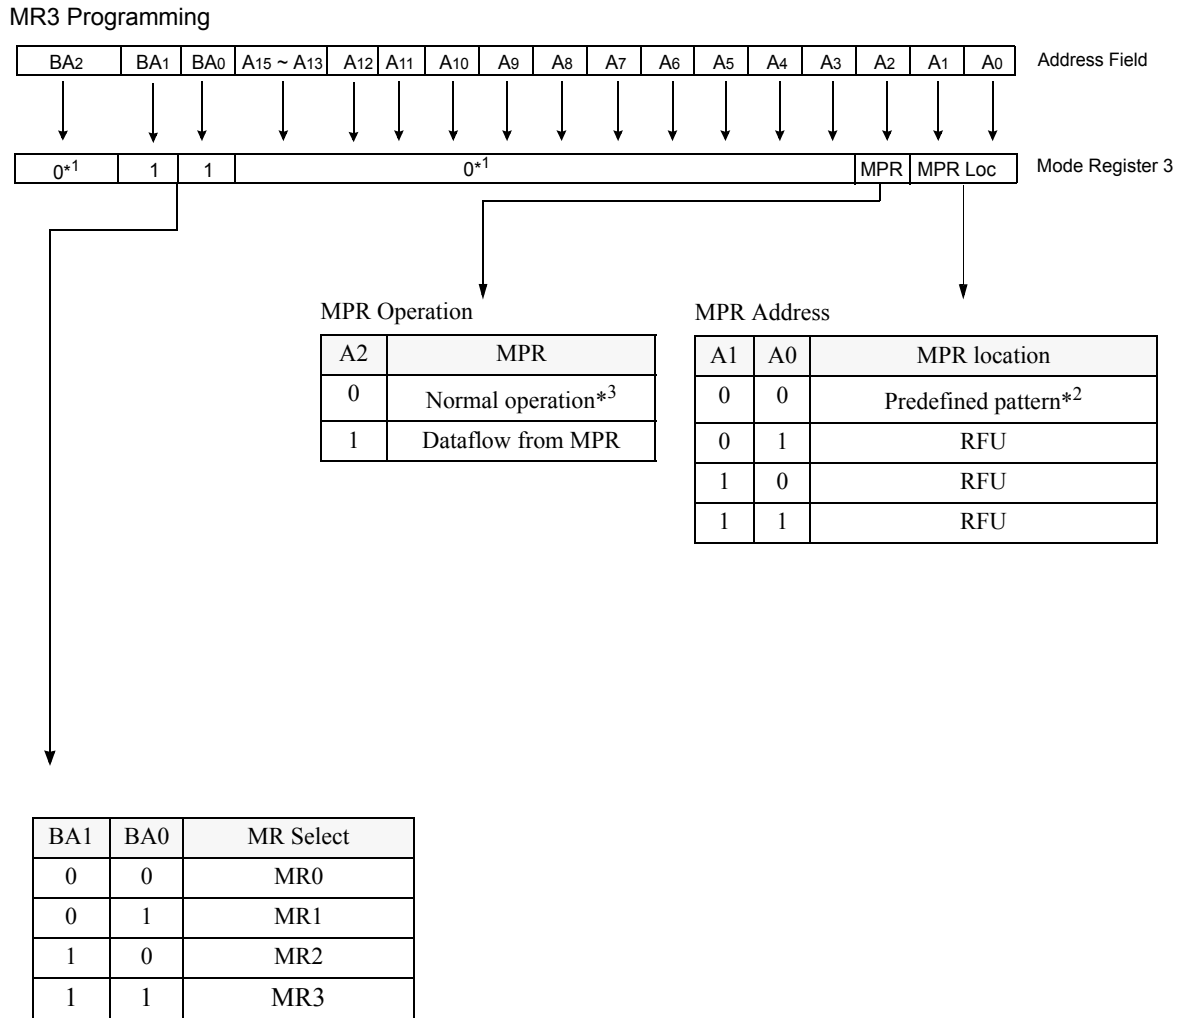 MR3 Programming
BA2 BA1 BA0 A15 ~ A13 A12 A11 A10 A9 A8 A7 A6 A5 A4 A3 A2 A1 A0 Address Field
0*1 1 1 0*1 MPR MPR Loc Mode Register 3
MPR Operation
A2 MPR
0 Normal operation*3
1 Dataflow from MPR
MPR Address
A1 A0 MPR location
0 0 Predefined pattern*2
0 1 RFU
1 0 RFU
1 1 RFU
BA1 BA0 MR Select
0 0 MR0
0 1 MR1
1 0 MR2
1 1 MR3